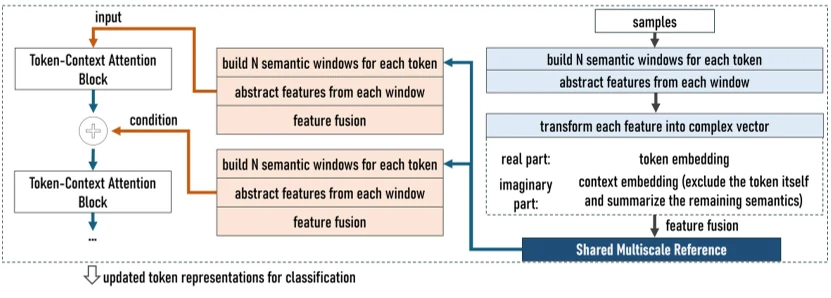 input
Token-Context Attention
Block
condition
Token-Context Attention
Block
...
build N semantic windows for each token
abstract features from each window
feature fusion
build N semantic windows for each token
abstract features from each window
feature fusion
samples
build N semantic windows for each token
abstract features from each window
transform each feature into complex vector
real part: token embedding
imaginary part: context embedding (exclude the token itself
and summarize the remaining semantics)
feature fusion
Shared Multiscale Reference
updated token representations for classification